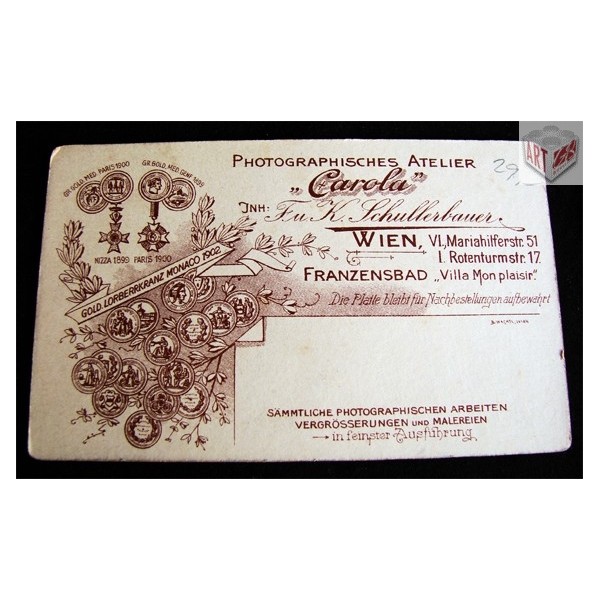 GR. GOLD. MED. PARIS 1900
GR. GOLD. MED. GENF 1899
NIZZA 1899 PARIS 1900
GOLD. LORBERRKRANZ MONACO 1902.
PHOTOGRAPHISCHES ATELIER
„Carola”
INH: F. u. K. Schullerbauer.
WIEN, VI., Mariahilferstr. 51
I. Rotenturmstr. 17.
FRANZENSBAD „Villa Mon plaisir”.
Die Platte bleibt für Nachbestellungen aufbewahrt
SÄMMTLICHE PHOTOGRAPHISCHEN ARBEITEN
VERGRÖSSERUNGEN UND MALEREIEN
in feinster Ausführung
29,-
ART